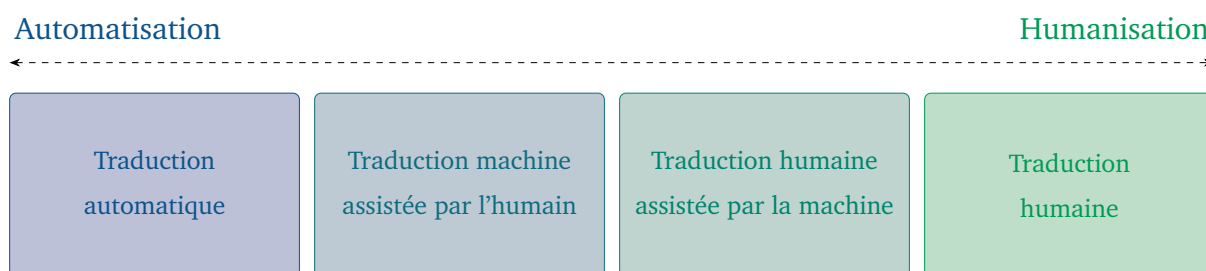 Automatisation
Humanisation
Traduction
automatique
Traduction machine
assistée par l’humain
Traduction humaine
assistée par la machine
Traduction
humaine